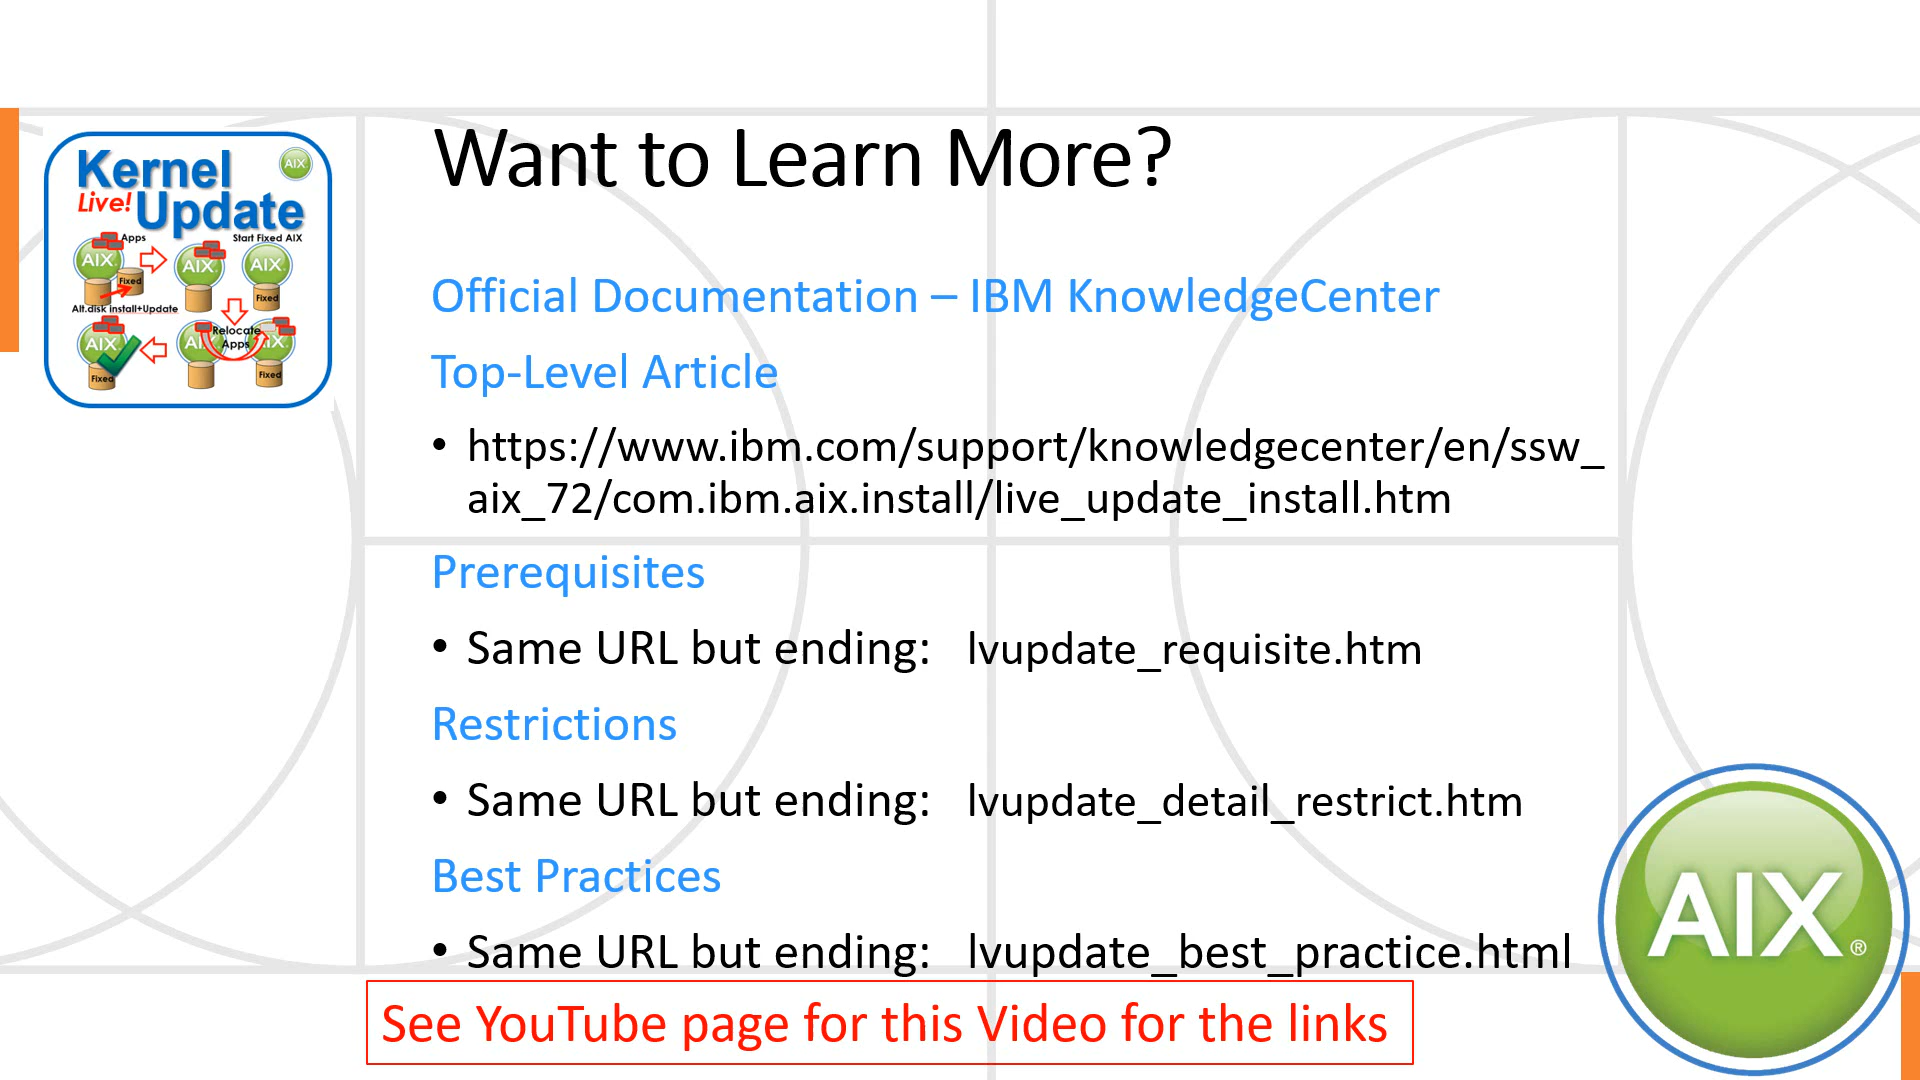 Want to Learn More?
Kernel
Live! Update
AIX
Apps
Start Fixed AIX
AIX
AIX
AIX
Fixed
Fixed
Alt.disk install+Update
AIX
Relocate
Apps
Fixed
Fixed
Official Documentation – IBM KnowledgeCenter
Top-Level Article
• https://www.ibm.com/support/knowledgecenter/en/ssw_
aix_72/com.ibm.aix.install/live_update_install.htm
Prerequisites
• Same URL but ending: lvupdate_requisite.htm
Restrictions
• Same URL but ending: lvupdate_detail_restrict.htm
Best Practices
• Same URL but ending: lvupdate_best_practice.html
See YouTube page for this Video for the links
AIX®